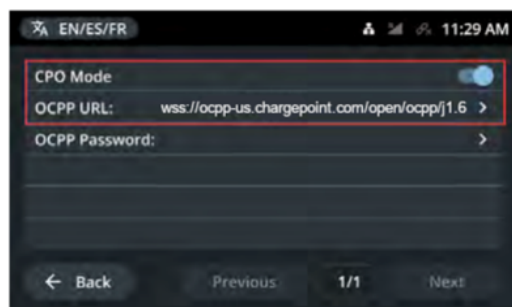 EN/ES/FR 11:29 AM
CPO Mode
OCPP URL: wss://ocpp-us.chargepoint.com/open/ocpp/j1.6 >
OCPP Password: >
← Back Previous 1/1 Next